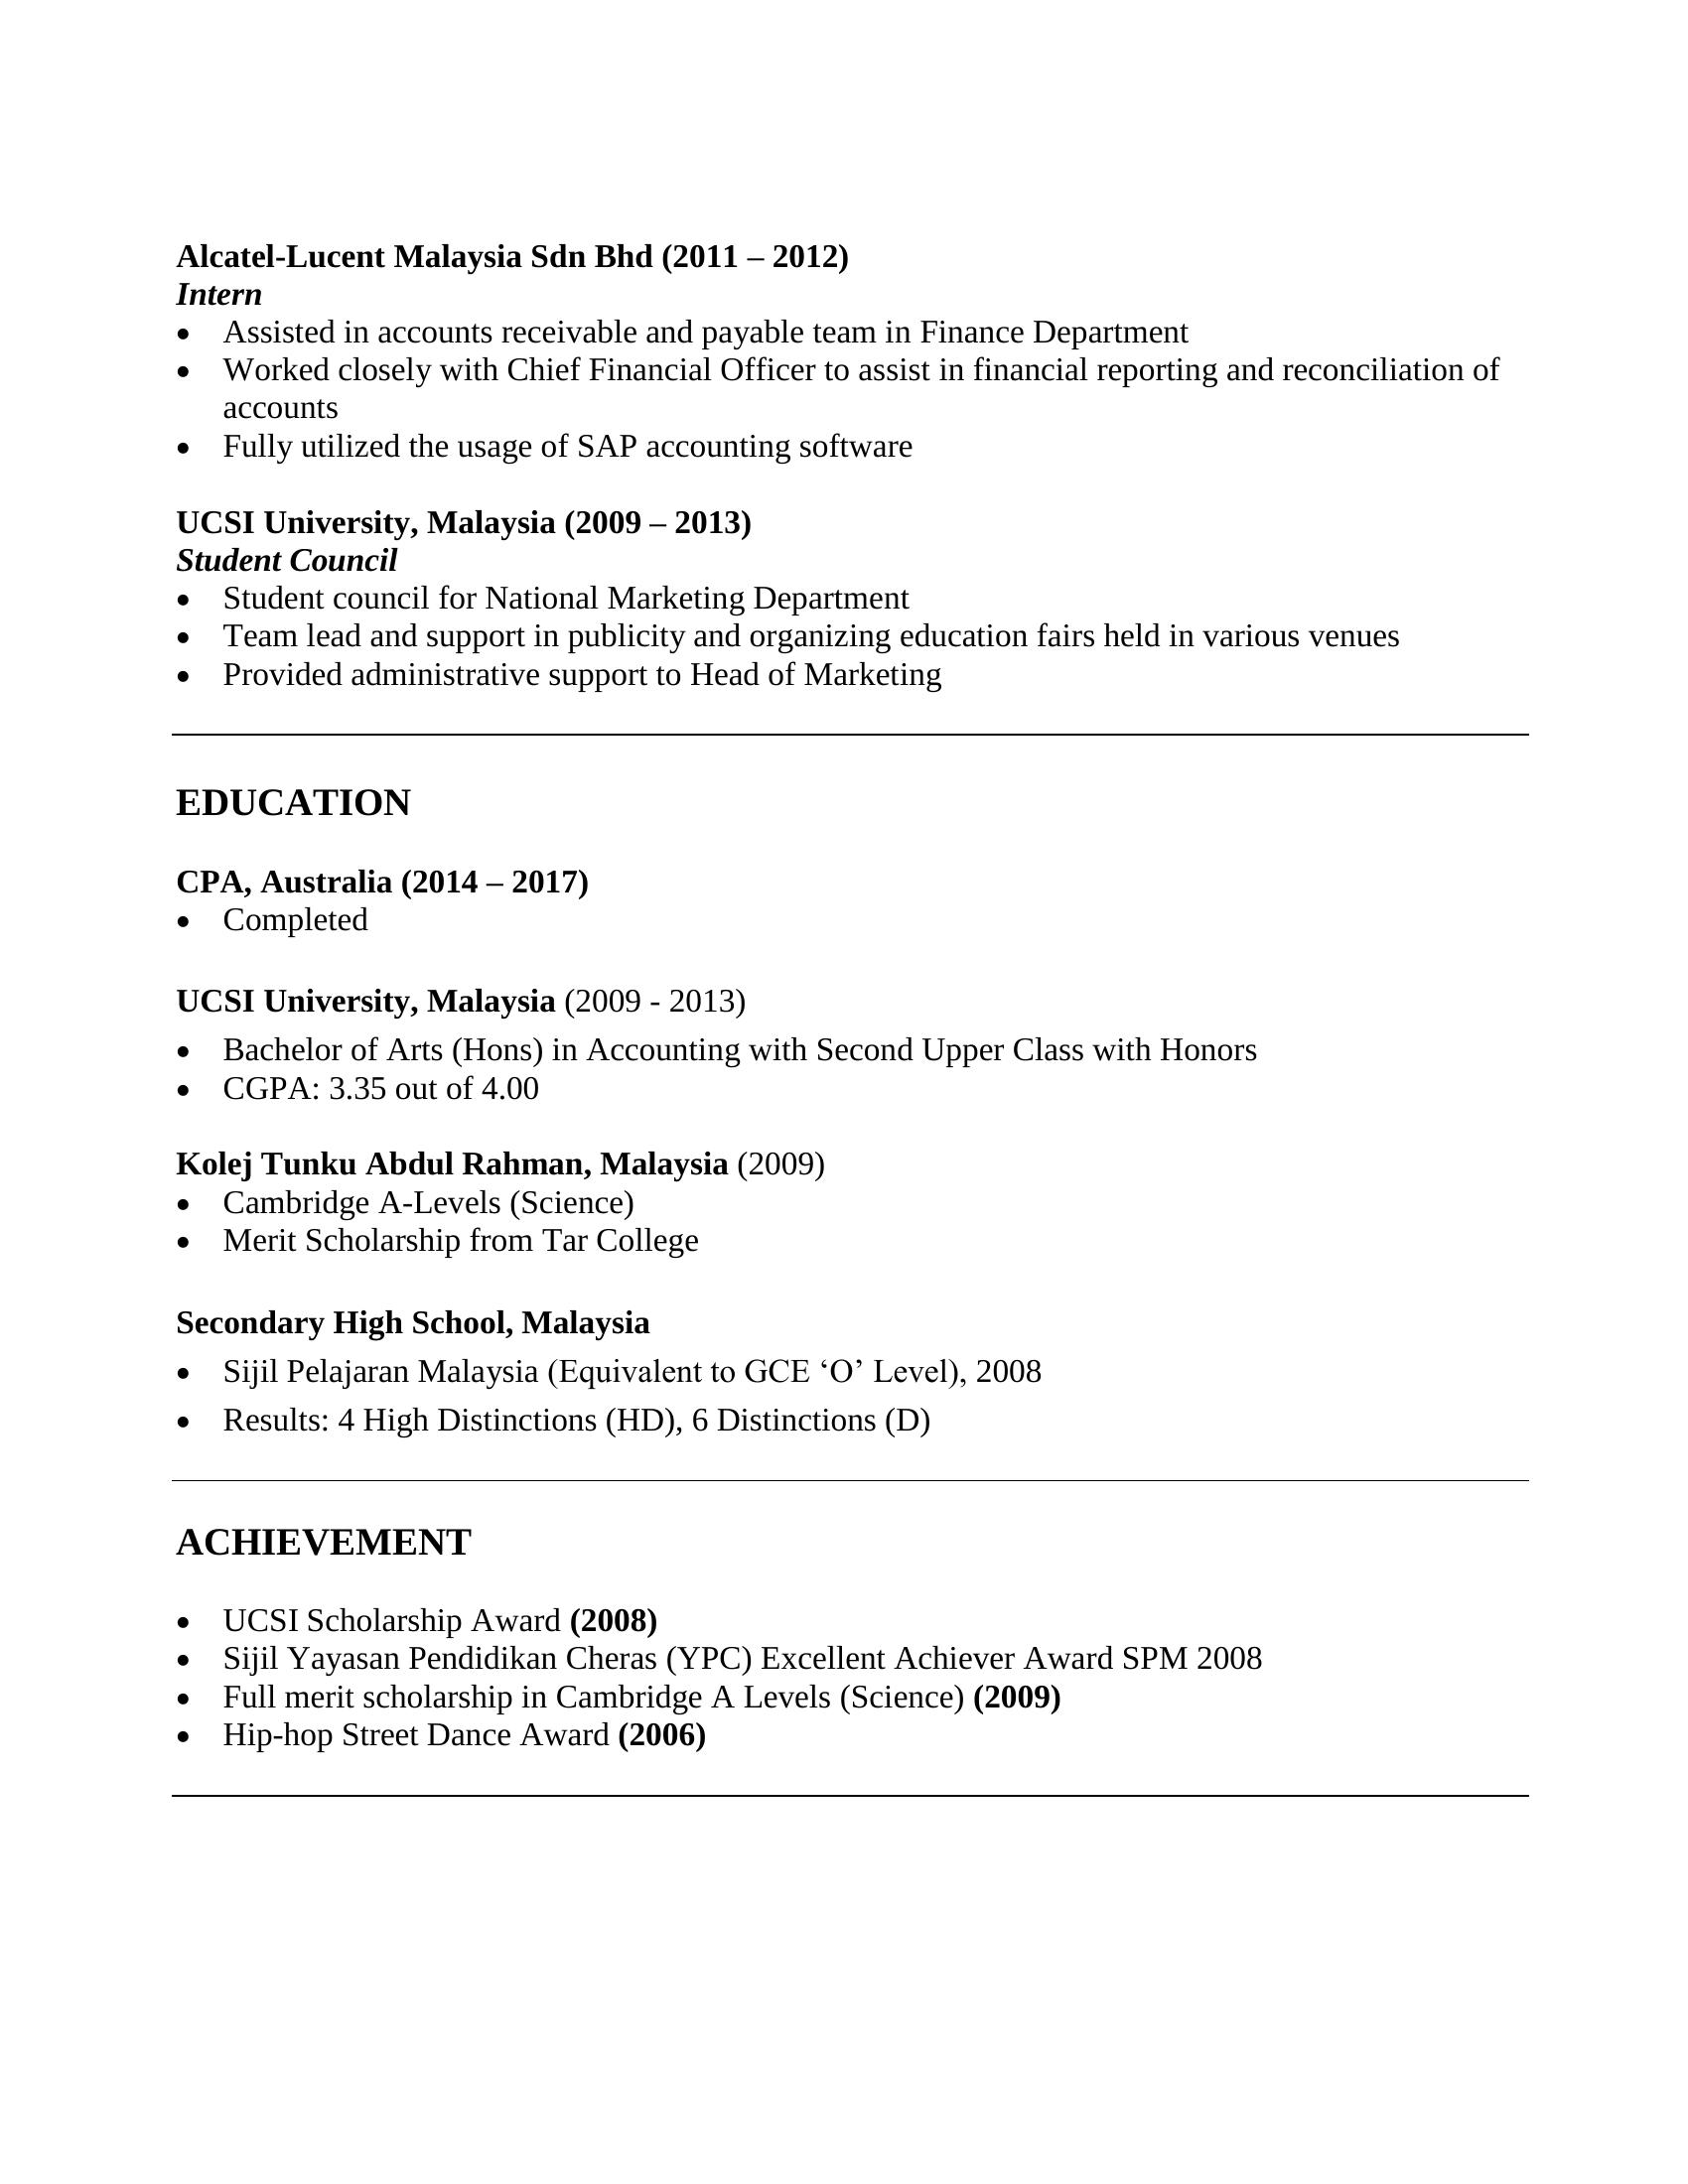 Alcatel-Lucent Malaysia Sdn Bhd (2011 – 2012)
Intern
• Assisted in accounts receivable and payable team in Finance Department
• Worked closely with Chief Financial Officer to assist in financial reporting and reconciliation of
accounts
• Fully utilized the usage of SAP accounting software
UCSI University, Malaysia (2009 – 2013)
Student Council
• Student council for National Marketing Department
• Team lead and support in publicity and organizing education fairs held in various venues
• Provided administrative support to Head of Marketing
EDUCATION
CPA, Australia (2014 – 2017)
• Completed
UCSI University, Malaysia (2009 - 2013)
• Bachelor of Arts (Hons) in Accounting with Second Upper Class with Honors
• CGPA: 3.35 out of 4.00
Kolej Tunku Abdul Rahman, Malaysia (2009)
• Cambridge A-Levels (Science)
• Merit Scholarship from Tar College
Secondary High School, Malaysia
• Sijil Pelajaran Malaysia (Equivalent to GCE ‘O’ Level), 2008
• Results: 4 High Distinctions (HD), 6 Distinctions (D)
ACHIEVEMENT
• UCSI Scholarship Award (2008)
• Sijil Yayasan Pendidikan Cheras (YPC) Excellent Achiever Award SPM 2008
• Full merit scholarship in Cambridge A Levels (Science) (2009)
• Hip-hop Street Dance Award (2006)